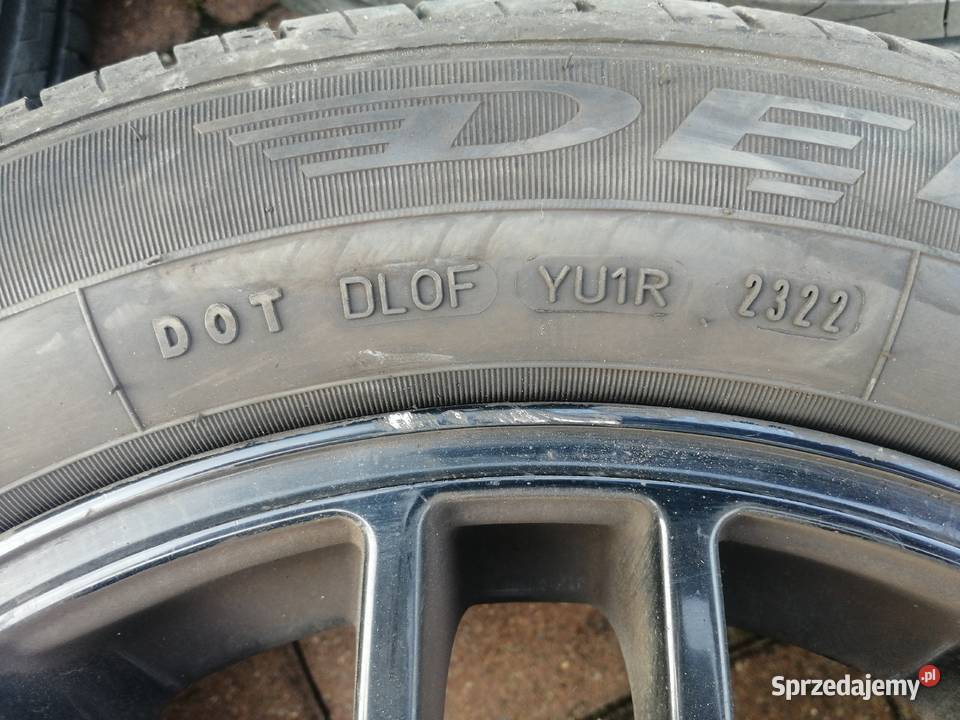 DE
DOT DLOF YU1R 2322
Sprzedajemy.pl